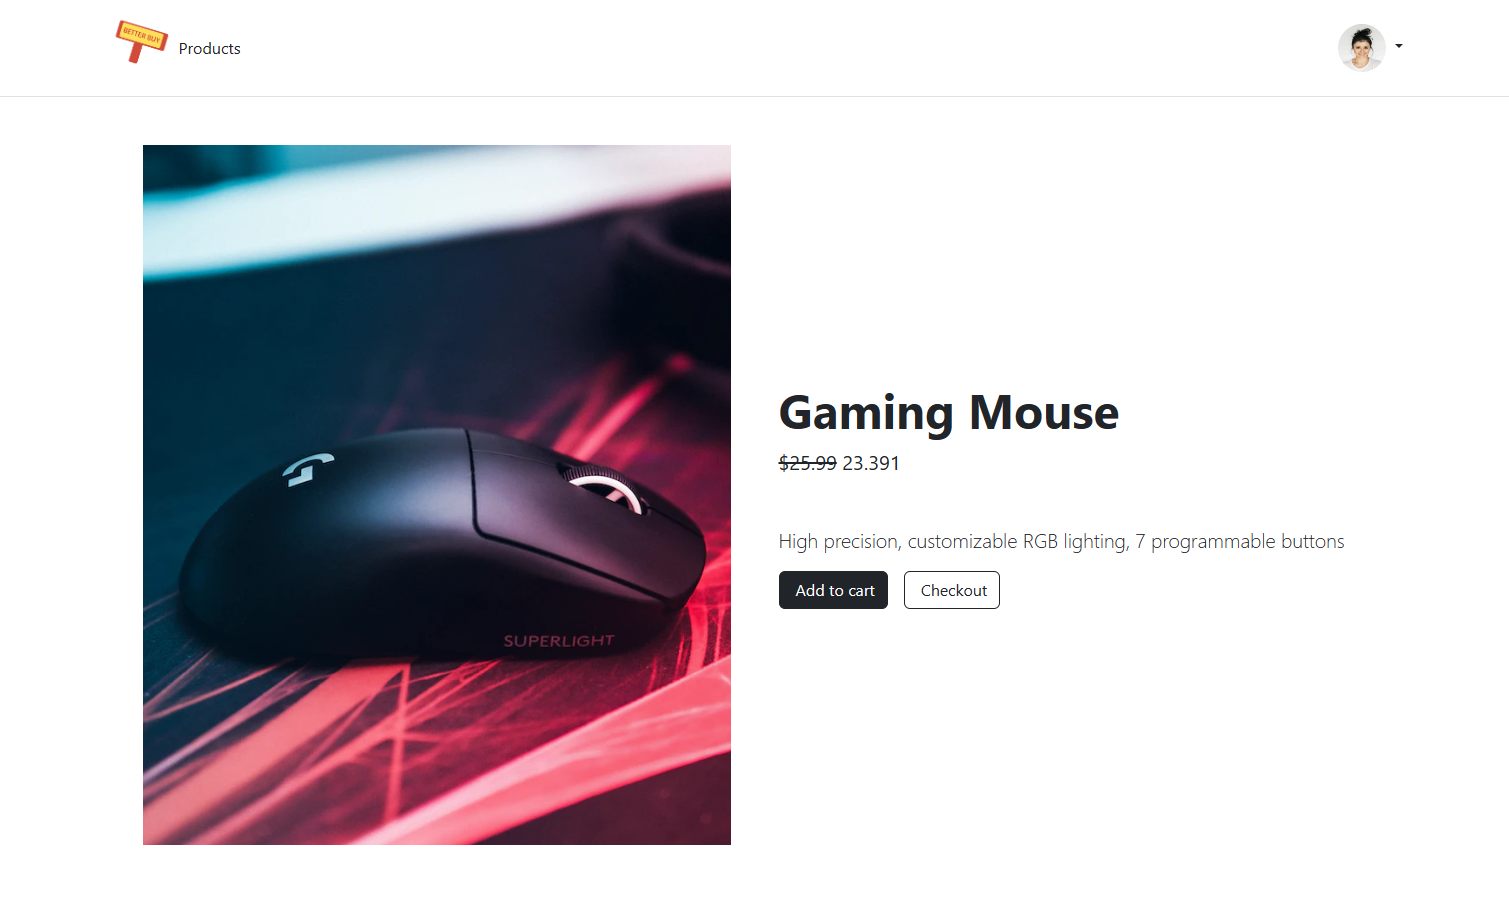 BETTER BUY
Products
Gaming Mouse
$25.99 23.391
High precision, customizable RGB lighting, 7 programmable buttons
Add to cart
Checkout
SUPERLIGHT